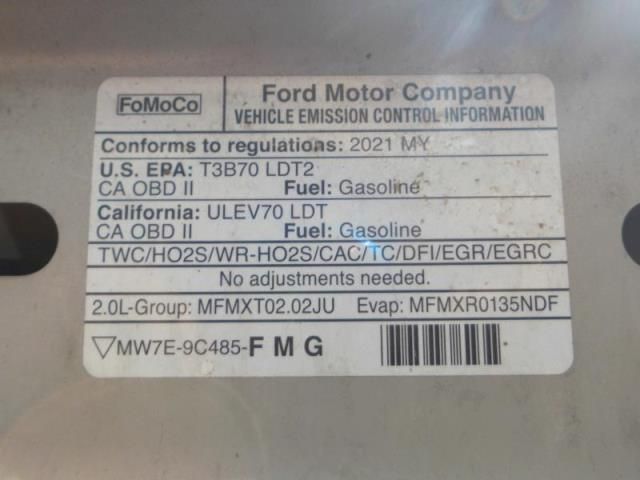 FoMoCo
Ford Motor Company
VEHICLE EMISSION CONTROL INFORMATION
Conforms to regulations: 2021 MY
U.S. EPA: T3B70 LDT2
CA OBD II Fuel: Gasoline
California: ULEV70 LDT
CA OBD II Fuel: Gasoline
TWC/HO2S/WR-HO2S/CAC/TC/DFI/EGR/EGRC
No adjustments needed.
2.0L-Group: MFMXT02.02JU Evap: MFMXR0135NDF
▽MW7E-9C485-F M G